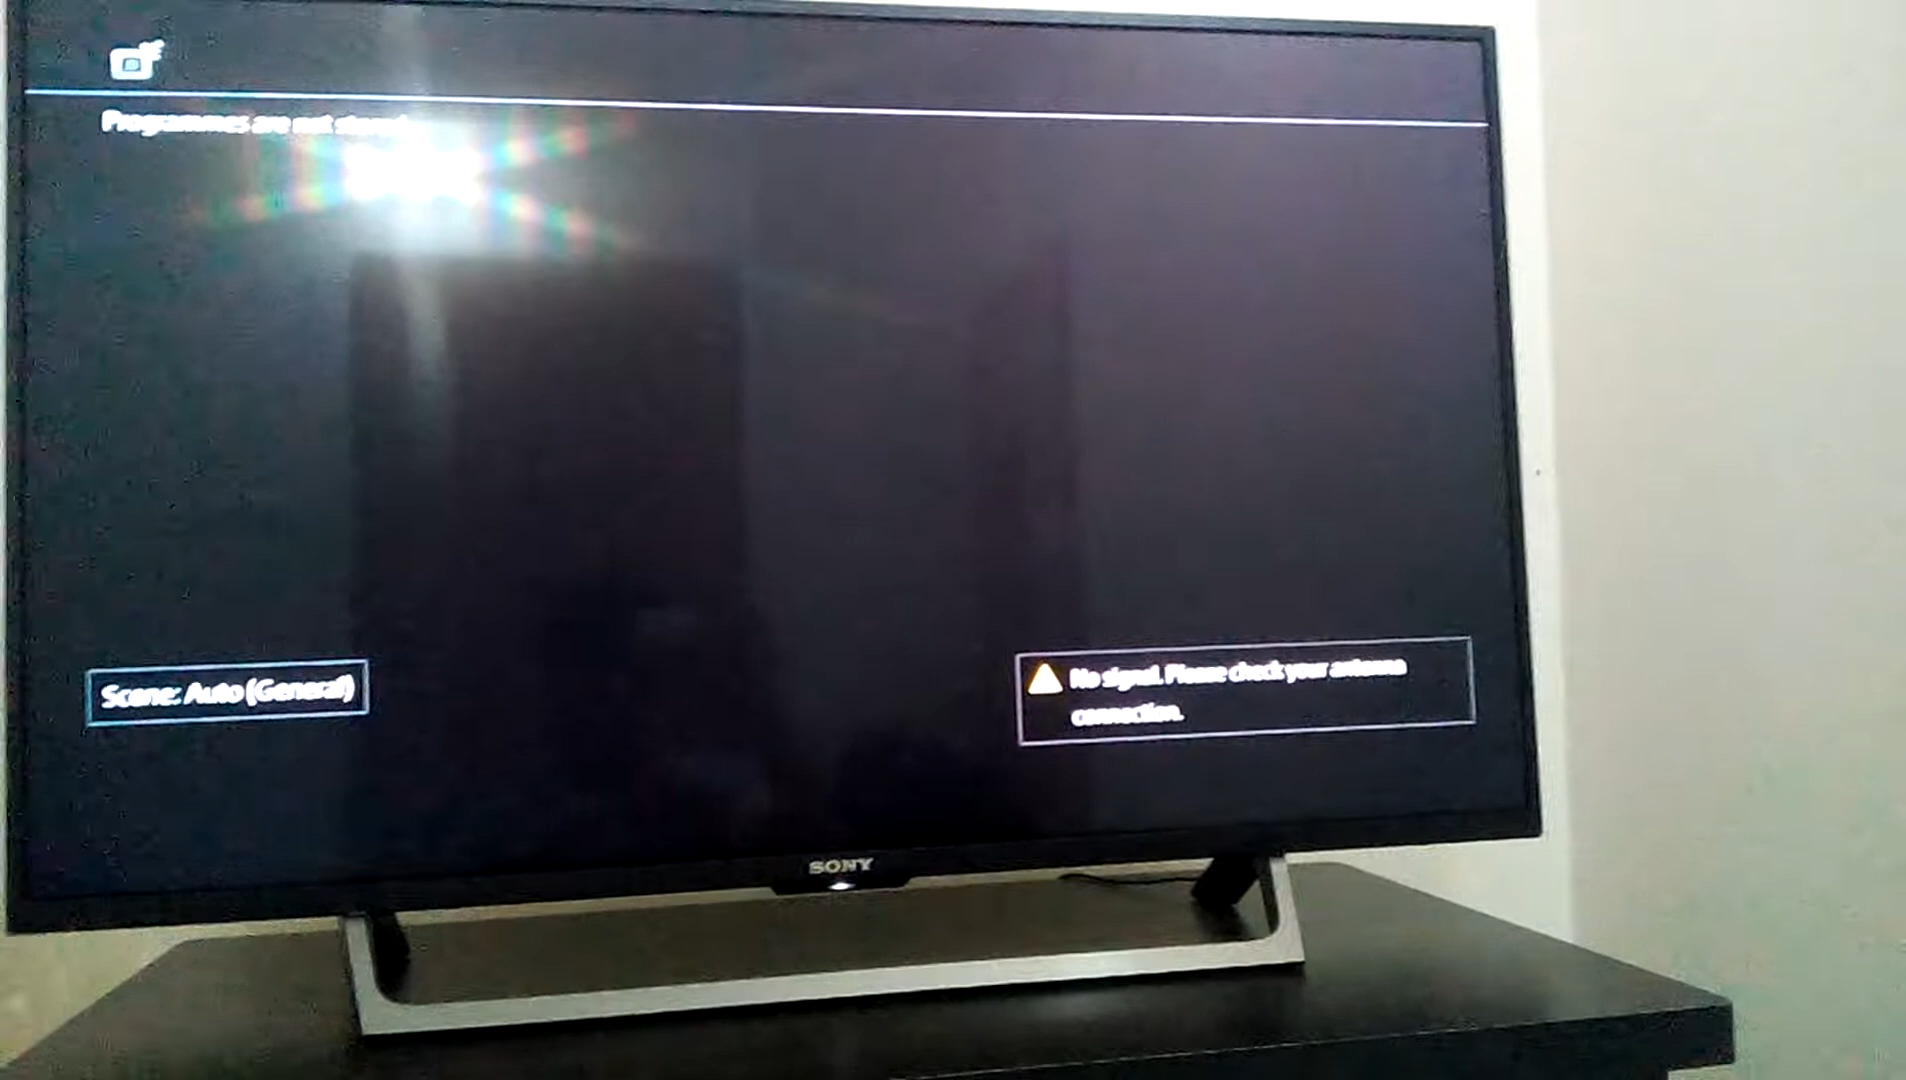 Programmes are not stored.
Scene: Auto (General)
No signal. Please check your antenna
connection.
SONY